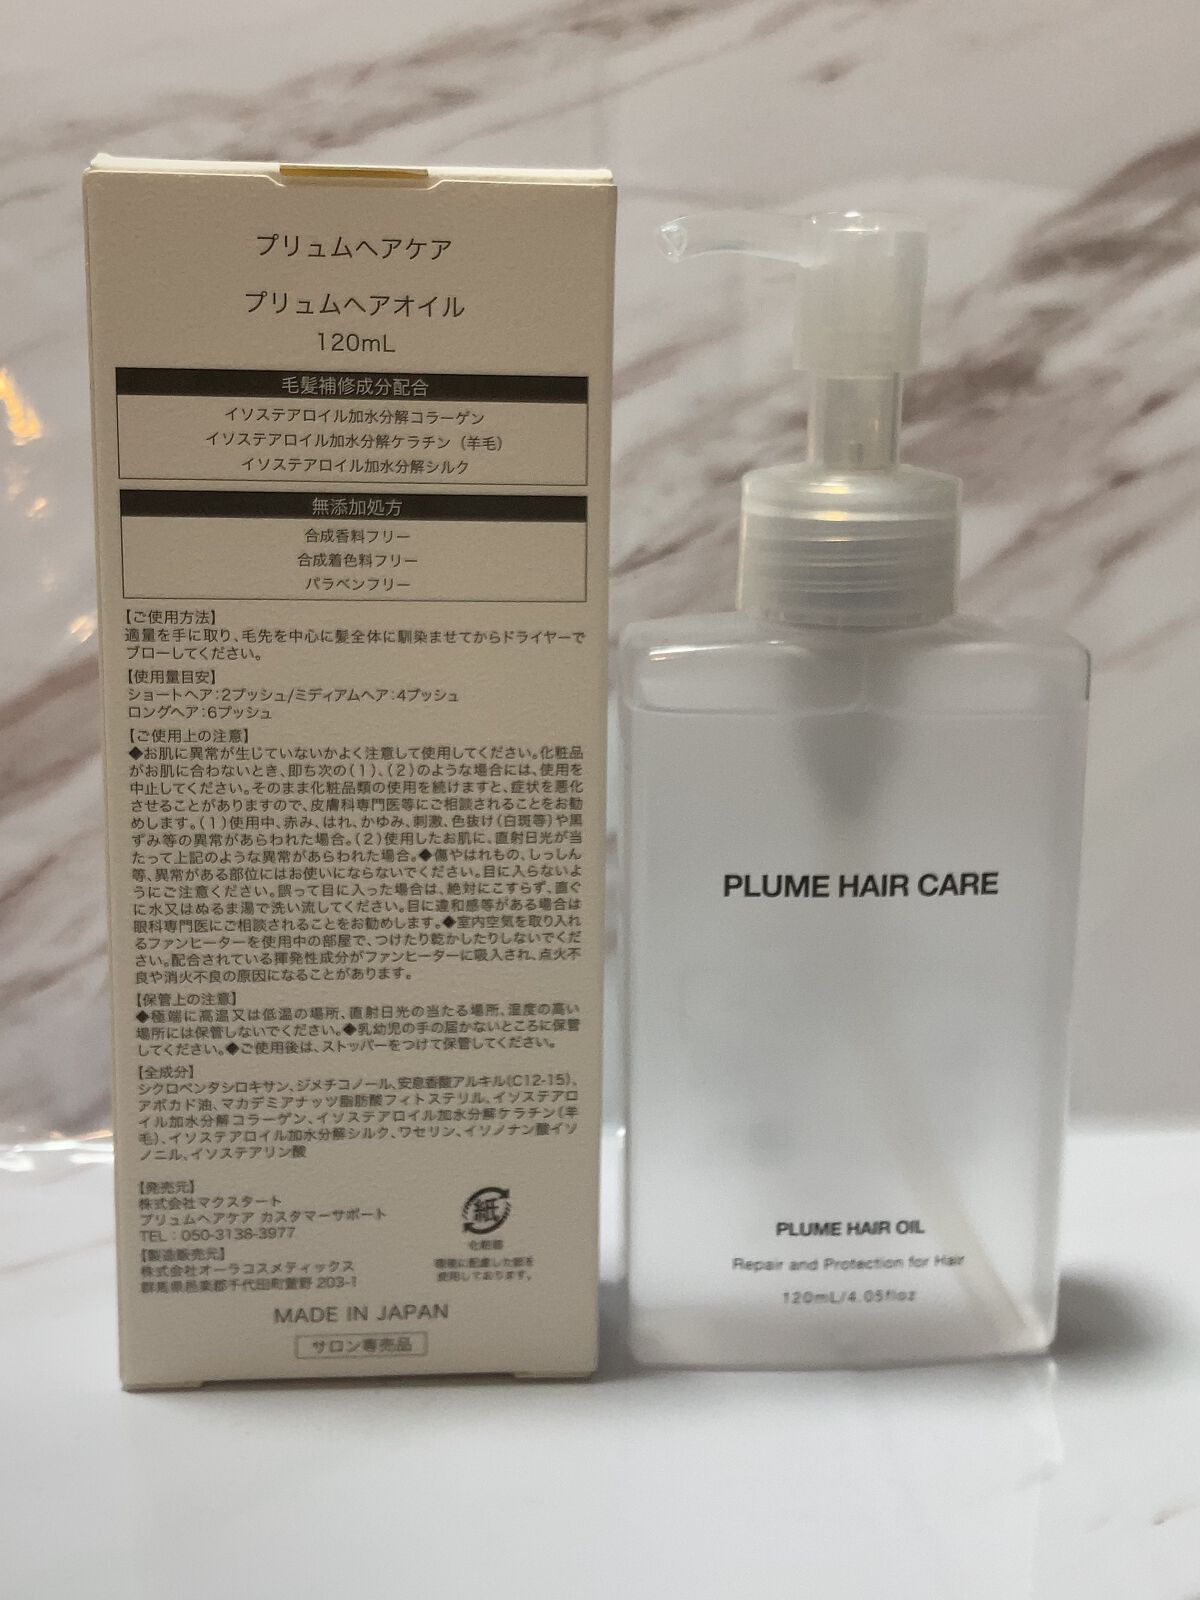 プリュムヘアケア
プリュムヘアオイル
120mL
毛髪補修成分配合
イソステアロイル加水分解コラーゲン
イソステアロイル加水分解ケラチン（羊毛）
イソステアロイル加水分解シルク
無添加処方
合成香料フリー
合成着色料フリー
パラベンフリー
【ご使用方法】
適量を手に取り、毛先を中心に髪全体に馴染ませてからドライヤーで
ブローしてください。
【使用量目安】
ショートヘア：2プッシュ/ミディアムヘア：4プッシュ
ロングヘア：6プッシュ
【ご使用上の注意】
◆お肌に異常が生じていないかよく注意して使用してください。化粧品
がお肌に合わないとき、即ち次の（1）、（2）のような場合には、使用を
中止してください。そのまま化粧品類の使用を続けますと、症状を悪化
させることがありますので、皮膚科専門医等にご相談されることをお勧
めします。（1）使用中、赤み、はれ、かゆみ、刺激、色抜け（白斑等）や黒
ずみ等の異常があらわれた場合。（2）使用したお肌に、直射日光が当
たって上記のような異常があらわれた場合。◆傷やはれもの、しっしん
等、異常がある部位にはお使いにならないでください。目に入らないよ
うにご注意ください。誤って目に入った場合は、絶対にこすらず、直ぐ
に水又はぬるま湯で洗い流してください。目に違和感等がある場合は
眼科専門医にご相談されることをお勧めします。◆室内空気を取り入れ
るファンヒーターを使用中の部屋で、つけたり乾かしたりしないでくだ
さい。配合されている揮発性成分がファンヒーターに吸入され、点火不
良や消火不良の原因になることがあります。
【保管上の注意】
◆極端に高温又は低温の場所、直射日光の当たる場所、湿度の高い
場所には保管しないでください。◆乳幼児の手の届かないところに保管
してください。◆ご使用後は、ストッパーをつけて保管してください。
【全成分】
シクロペンタシロキサン、ジメチコノール、安息香酸アルキル(C12-15)、
アボカド油、マカデミアナッツ脂肪酸フィトステリル、イソステアロ
イル加水分解コラーゲン、イソステアロイル加水分解ケラチン(羊
毛)、イソステアロイル加水分解シルク、ワセリン、イソノナン酸イソ
ノニル、イソステアリン酸
【発売元】
株式会社マクスタート
プリュムヘアケア カスタマーサポート
TEL：050-3138-3977
【製造販売元】
株式会社オーラコスメティックス
群馬県邑楽郡千代田町萱野 203-1
紙
化粧箱
環境に配慮した紙を
使用しております。
MADE IN JAPAN
サロン専売品
PLUME HAIR CARE
PLUME HAIR OIL
Repair and Protection for Hair
120mL/4.05floz